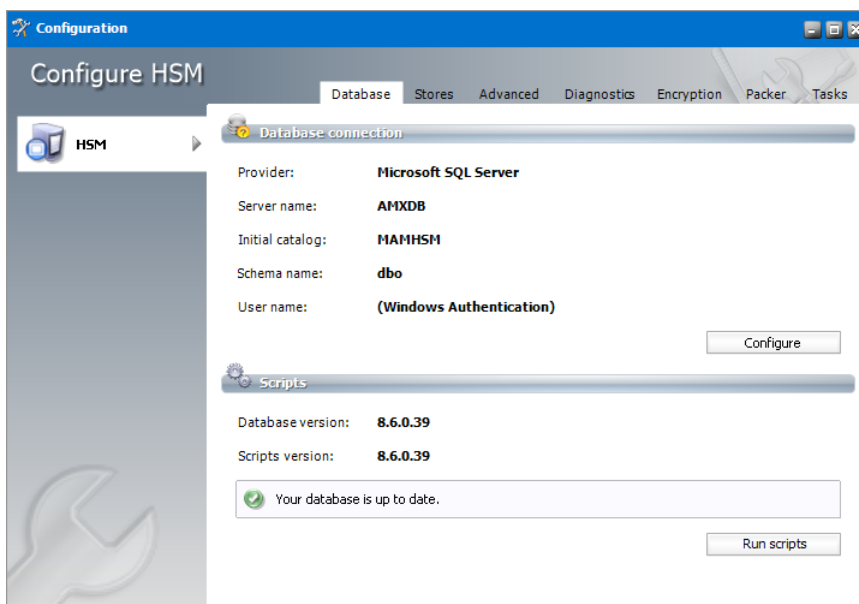 Configuration
Configure HSM
Database Stores Advanced Diagnostics Encryption Packer Tasks
HSM
Database connection
Provider: Microsoft SQL Server
Server name: AMXDB
Initial catalog: MAMHSM
Schema name: dbo
User name: (Windows Authentication)
Configure
Scripts
Database version: 8.6.0.39
Scripts version: 8.6.0.39
Your database is up to date.
Run scripts